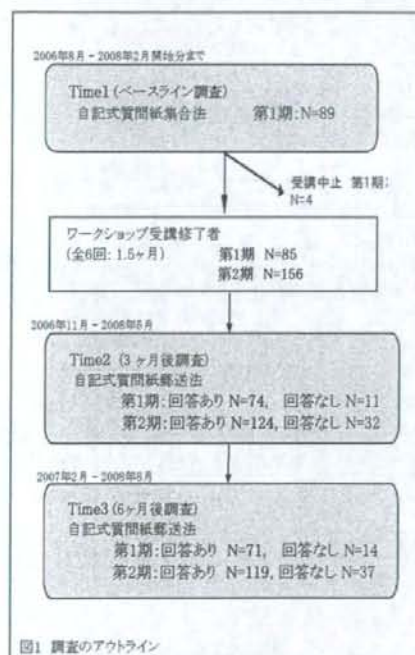 2006年8月－2008年2月開始分まで
Time1 (ベースライン調査)
自記式質問紙集合法　第1期:N=89
受講中止 第1期:
N=4
ワークショップ受講修了者
(全6回: 1.5ヶ月)　第1期 N=85
第2期 N=156
2006年11月－2008年5月
Time2 (3ヶ月後調査)
自記式質問紙郵送法
第1期:回答あり N=74, 回答なし N=11
第2期:回答あり N=124, 回答なし N=32
2007年2月－2008年8月
Time3 (6ヶ月後調査)
自記式質問紙郵送法
第1期:回答あり N=71, 回答なし N=14
第2期:回答あり N=119, 回答なし N=37
図1 調査のアウトライン